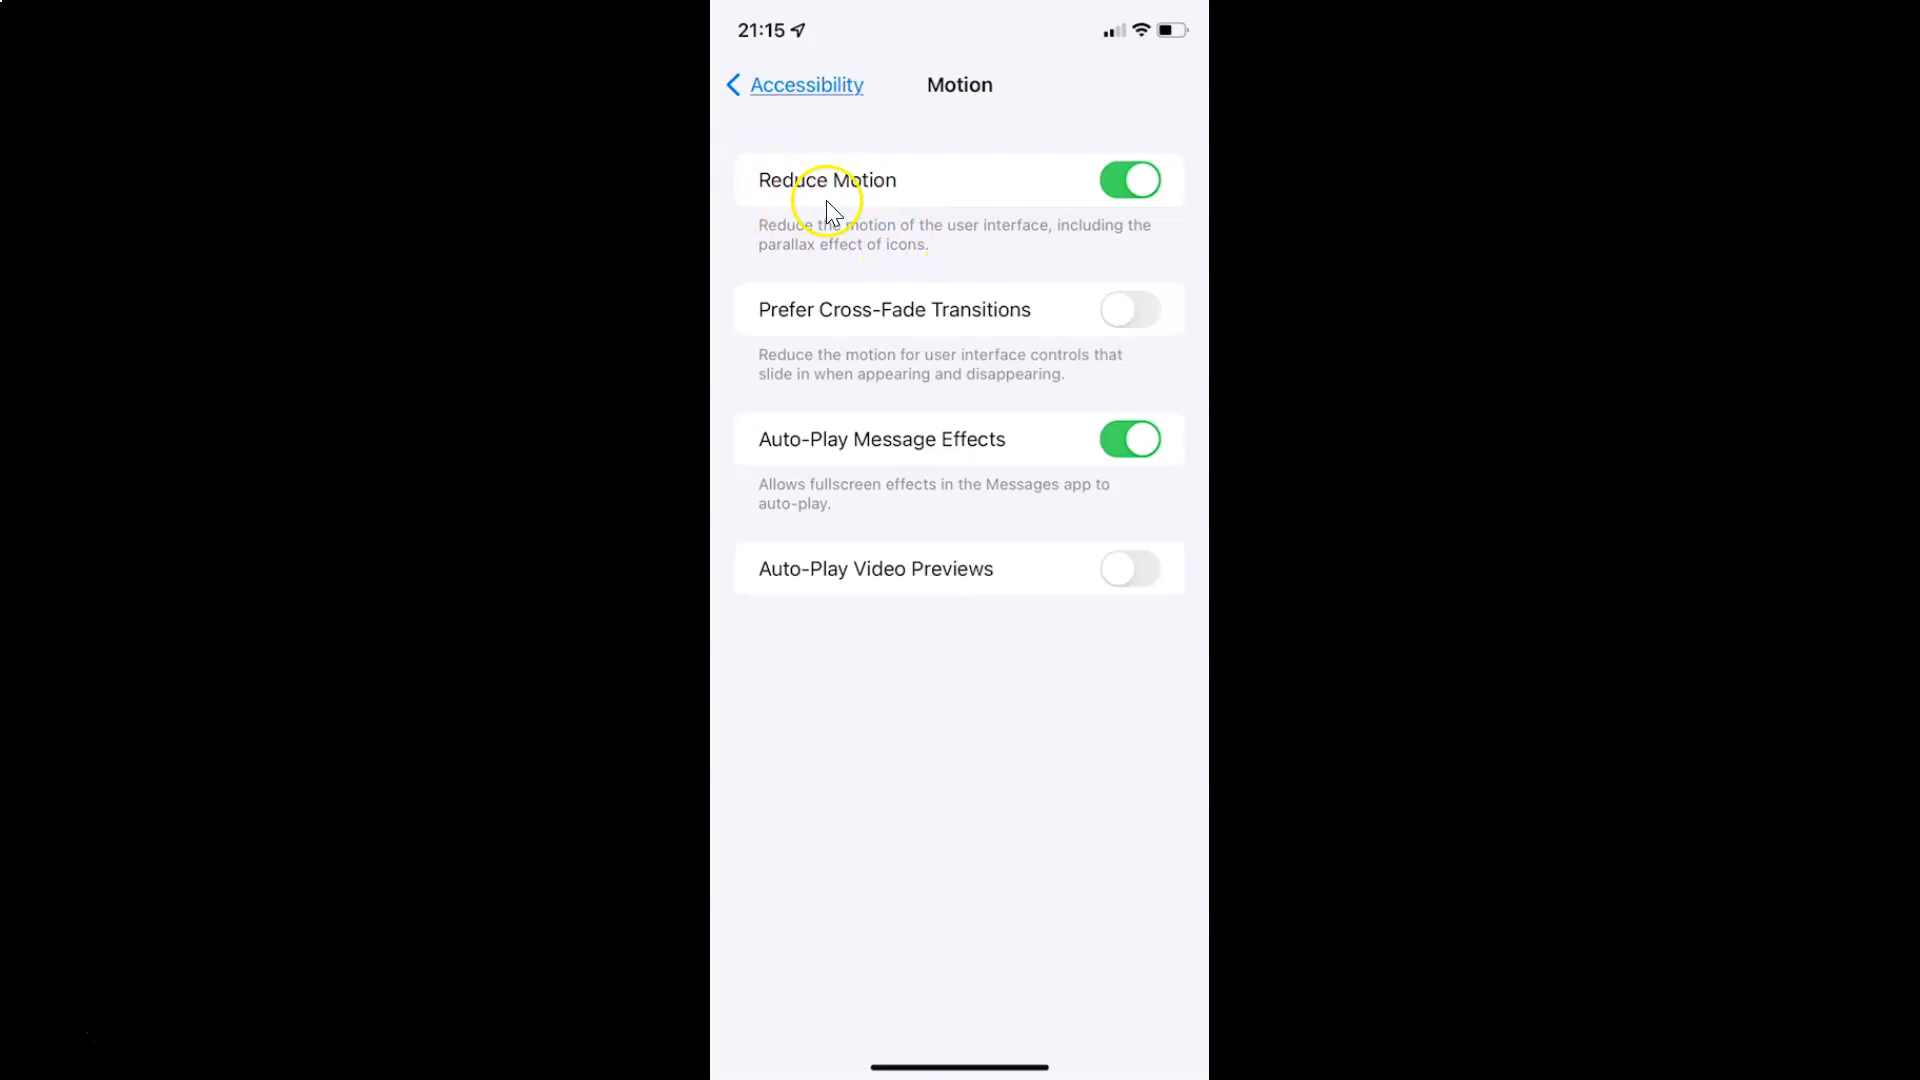 21:15
Accessibility
Motion
Reduce Motion
Reduce the motion of the user interface, including the
parallax effect of icons.
Prefer Cross-Fade Transitions
Reduce the motion for user interface controls that
slide in when appearing and disappearing.
Auto-Play Message Effects
Allows fullscreen effects in the Messages app to
auto-play.
Auto-Play Video Previews